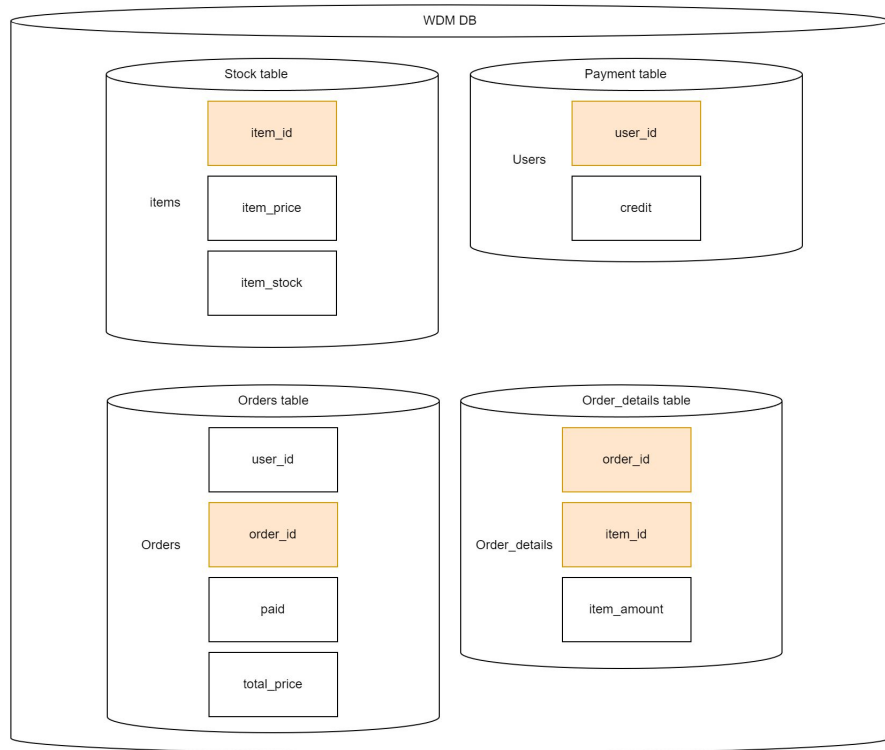 WDM DB
Stock table
item_id
items
item_price
item_stock
Payment table
user_id
Users
credit
Orders table
user_id
order_id
Orders
paid
total_price
Order_details table
order_id
item_id
Order_details
item_amount